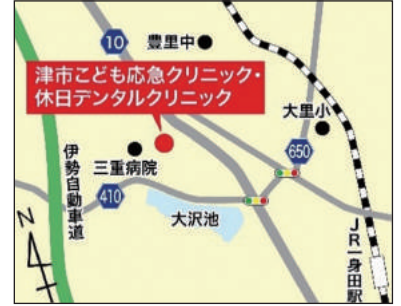 10
豊里中
津市こども応急クリニック・
休日デンタルクリニック
大里小
伊勢自動車道
三重病院
650
410
大沢池
N
JR一身田駅